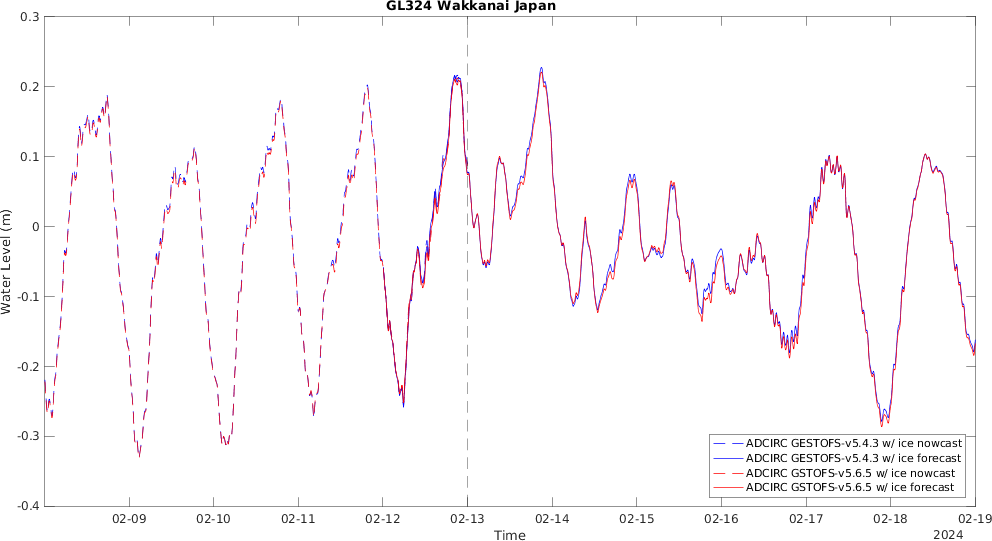 GL324 Wakkanai Japan
0.3
0.2
0.1
0
-0.1
-0.2
-0.3
-0.4
Water Level (m)
ADCIRC GESTOFS-v5.4.3 w/ ice nowcast
ADCIRC GESTOFS-v5.4.3 w/ ice forecast
ADCIRC GSTOFS-v5.6.5 w/ ice nowcast
ADCIRC GSTOFS-v5.6.5 w/ ice forecast
02-09 02-10 02-11 02-12 02-13 02-14 02-15 02-16 02-17 02-18 02-19
Time
2024